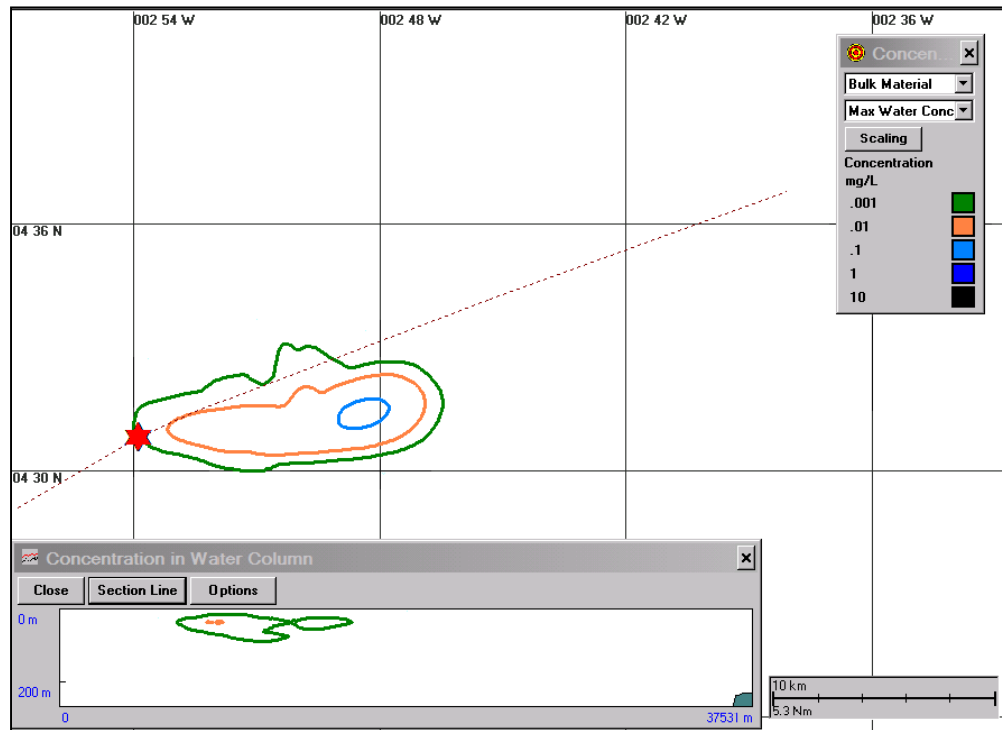 002 54 W
002 48 W
002 42 W
002 36 W
Concen...
Bulk Material
Max Water Conc
Scaling
Concentration
mg/L
.001
.01
.1
1
10
04 36 N
04 30 N
Concentration in Water Column
Close
Section Line
Options
0 m
200 m
0
37531 m
10 km
5.3 Nm